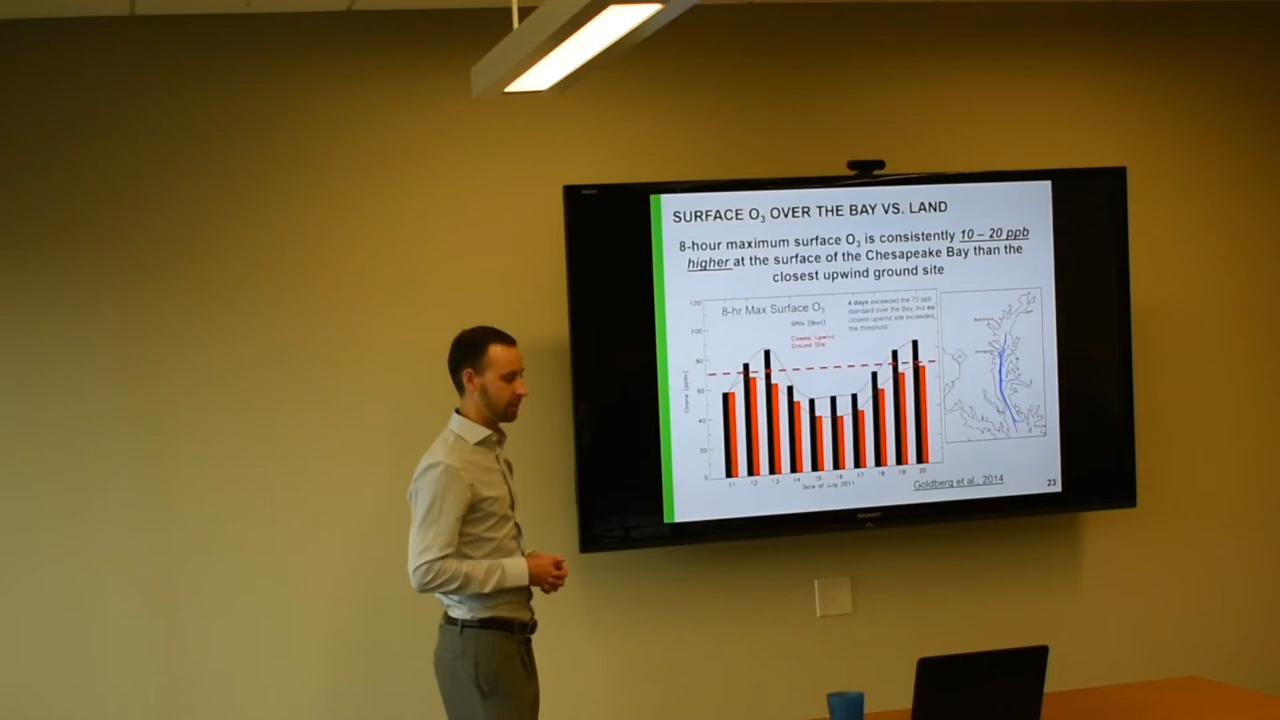 SURFACE O3 OVER THE BAY VS. LAND
8-hour maximum surface O3 is consistently 10 – 20 ppb
higher at the surface of the Chesapeake Bay than the
closest upwind ground site
8-hr Max Surface O3
4 days exceeded the 75 ppb
standard over the Bay, but no
closest upwind site exceeded
the threshold
Closest Upwind
Ground Site
120
100
80
60
40
20
0
Ozone (ppbv)
11 12 13 14 15 16 17 18 19 20
Date of July 2011
Goldberg et al., 2014
23